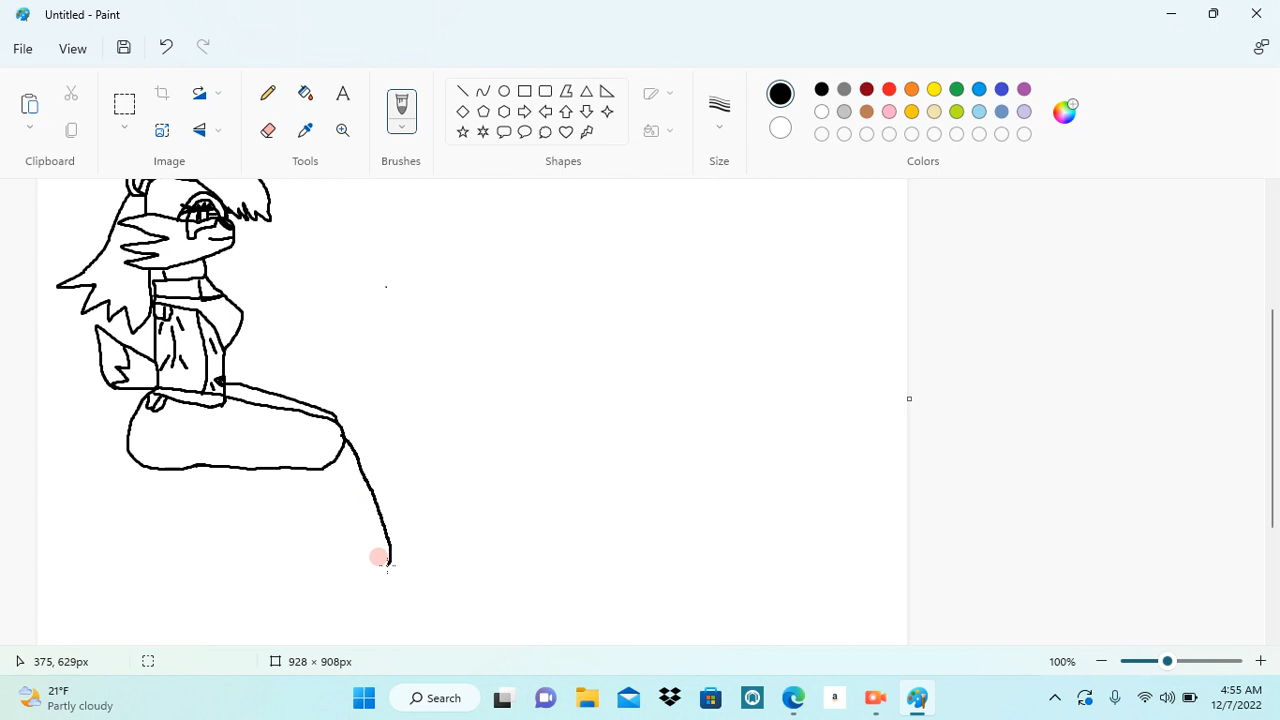 Untitled - Paint
File View
Clipboard Image Tools Brushes Shapes Size Colors
A
375, 629px 928 × 908px 100%
21°F
Partly cloudy
Search
a
4:55 AM
12/7/2022